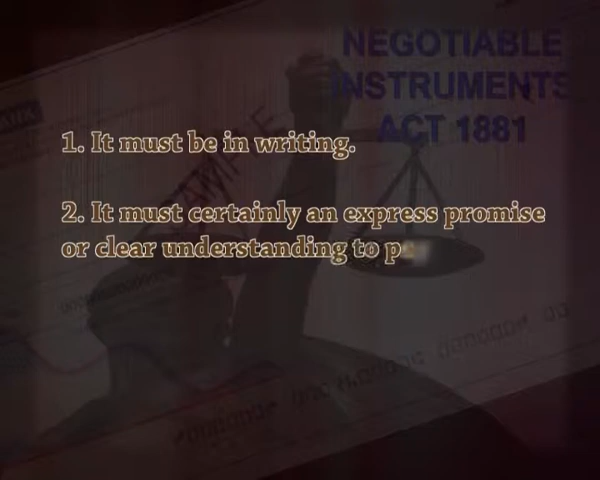 NEGOTIABLE
INSTRUMENTS
ACT 1881
1. It must be in writing.
SAMPLE
2. It must certainly an express promise
or clear understanding to